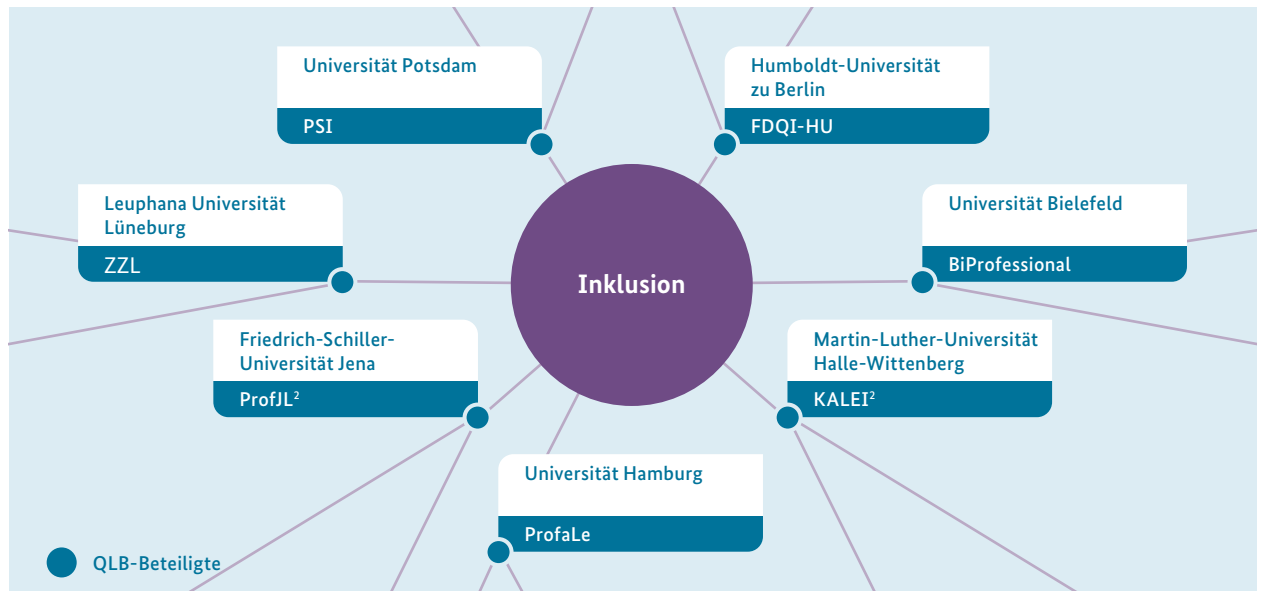 Universität Potsdam
PSI
Humboldt-Universität
zu Berlin
FDQI-HU
Leuphana Universität
Lüneburg
ZZL
Universität Bielefeld
BiProfessional
Inklusion
Friedrich-Schiller-
Universität Jena
ProfJL²
Martin-Luther-Universität
Halle-Wittenberg
KALEI²
Universität Hamburg
ProfaLe
QLB-Beteiligte